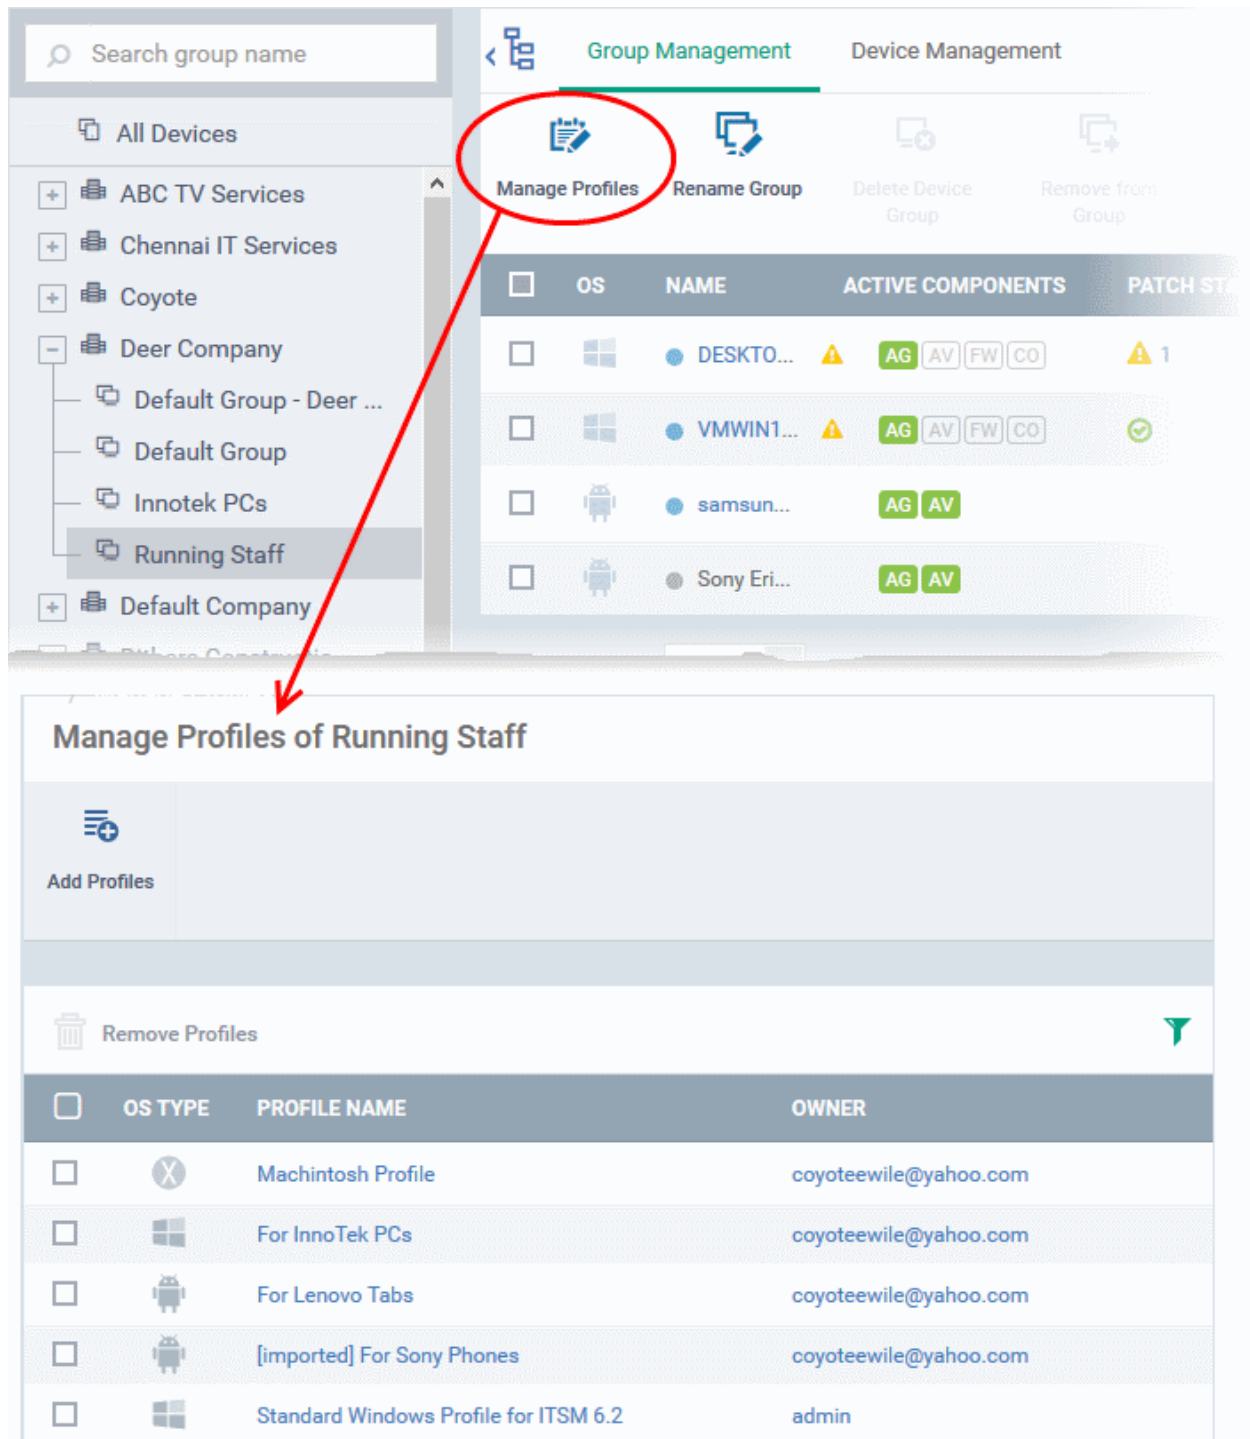 Search group name
All Devices
ABC TV Services
Chennai IT Services
Coyote
Deer Company
Default Group - Deer ...
Default Group
Innotek PCs
Running Staff
Default Company
Group Management
Device Management
Manage Profiles
Rename Group
Delete Device
Group
Remove from
Group
OS NAME ACTIVE COMPONENTS PATCH STA
DESKTO... AG AV FW CO 1
VMWIN1... AG AV FW CO
samsun... AG AV
Sony Eri... AG AV
Manage Profiles of Running Staff
Add Profiles
Remove Profiles
OS TYPE PROFILE NAME OWNER
Machintosh Profile coyoteewile@yahoo.com
For InnoTek PCs coyoteewile@yahoo.com
For Lenovo Tabs coyoteewile@yahoo.com
[imported] For Sony Phones coyoteewile@yahoo.com
Standard Windows Profile for ITSM 6.2 admin